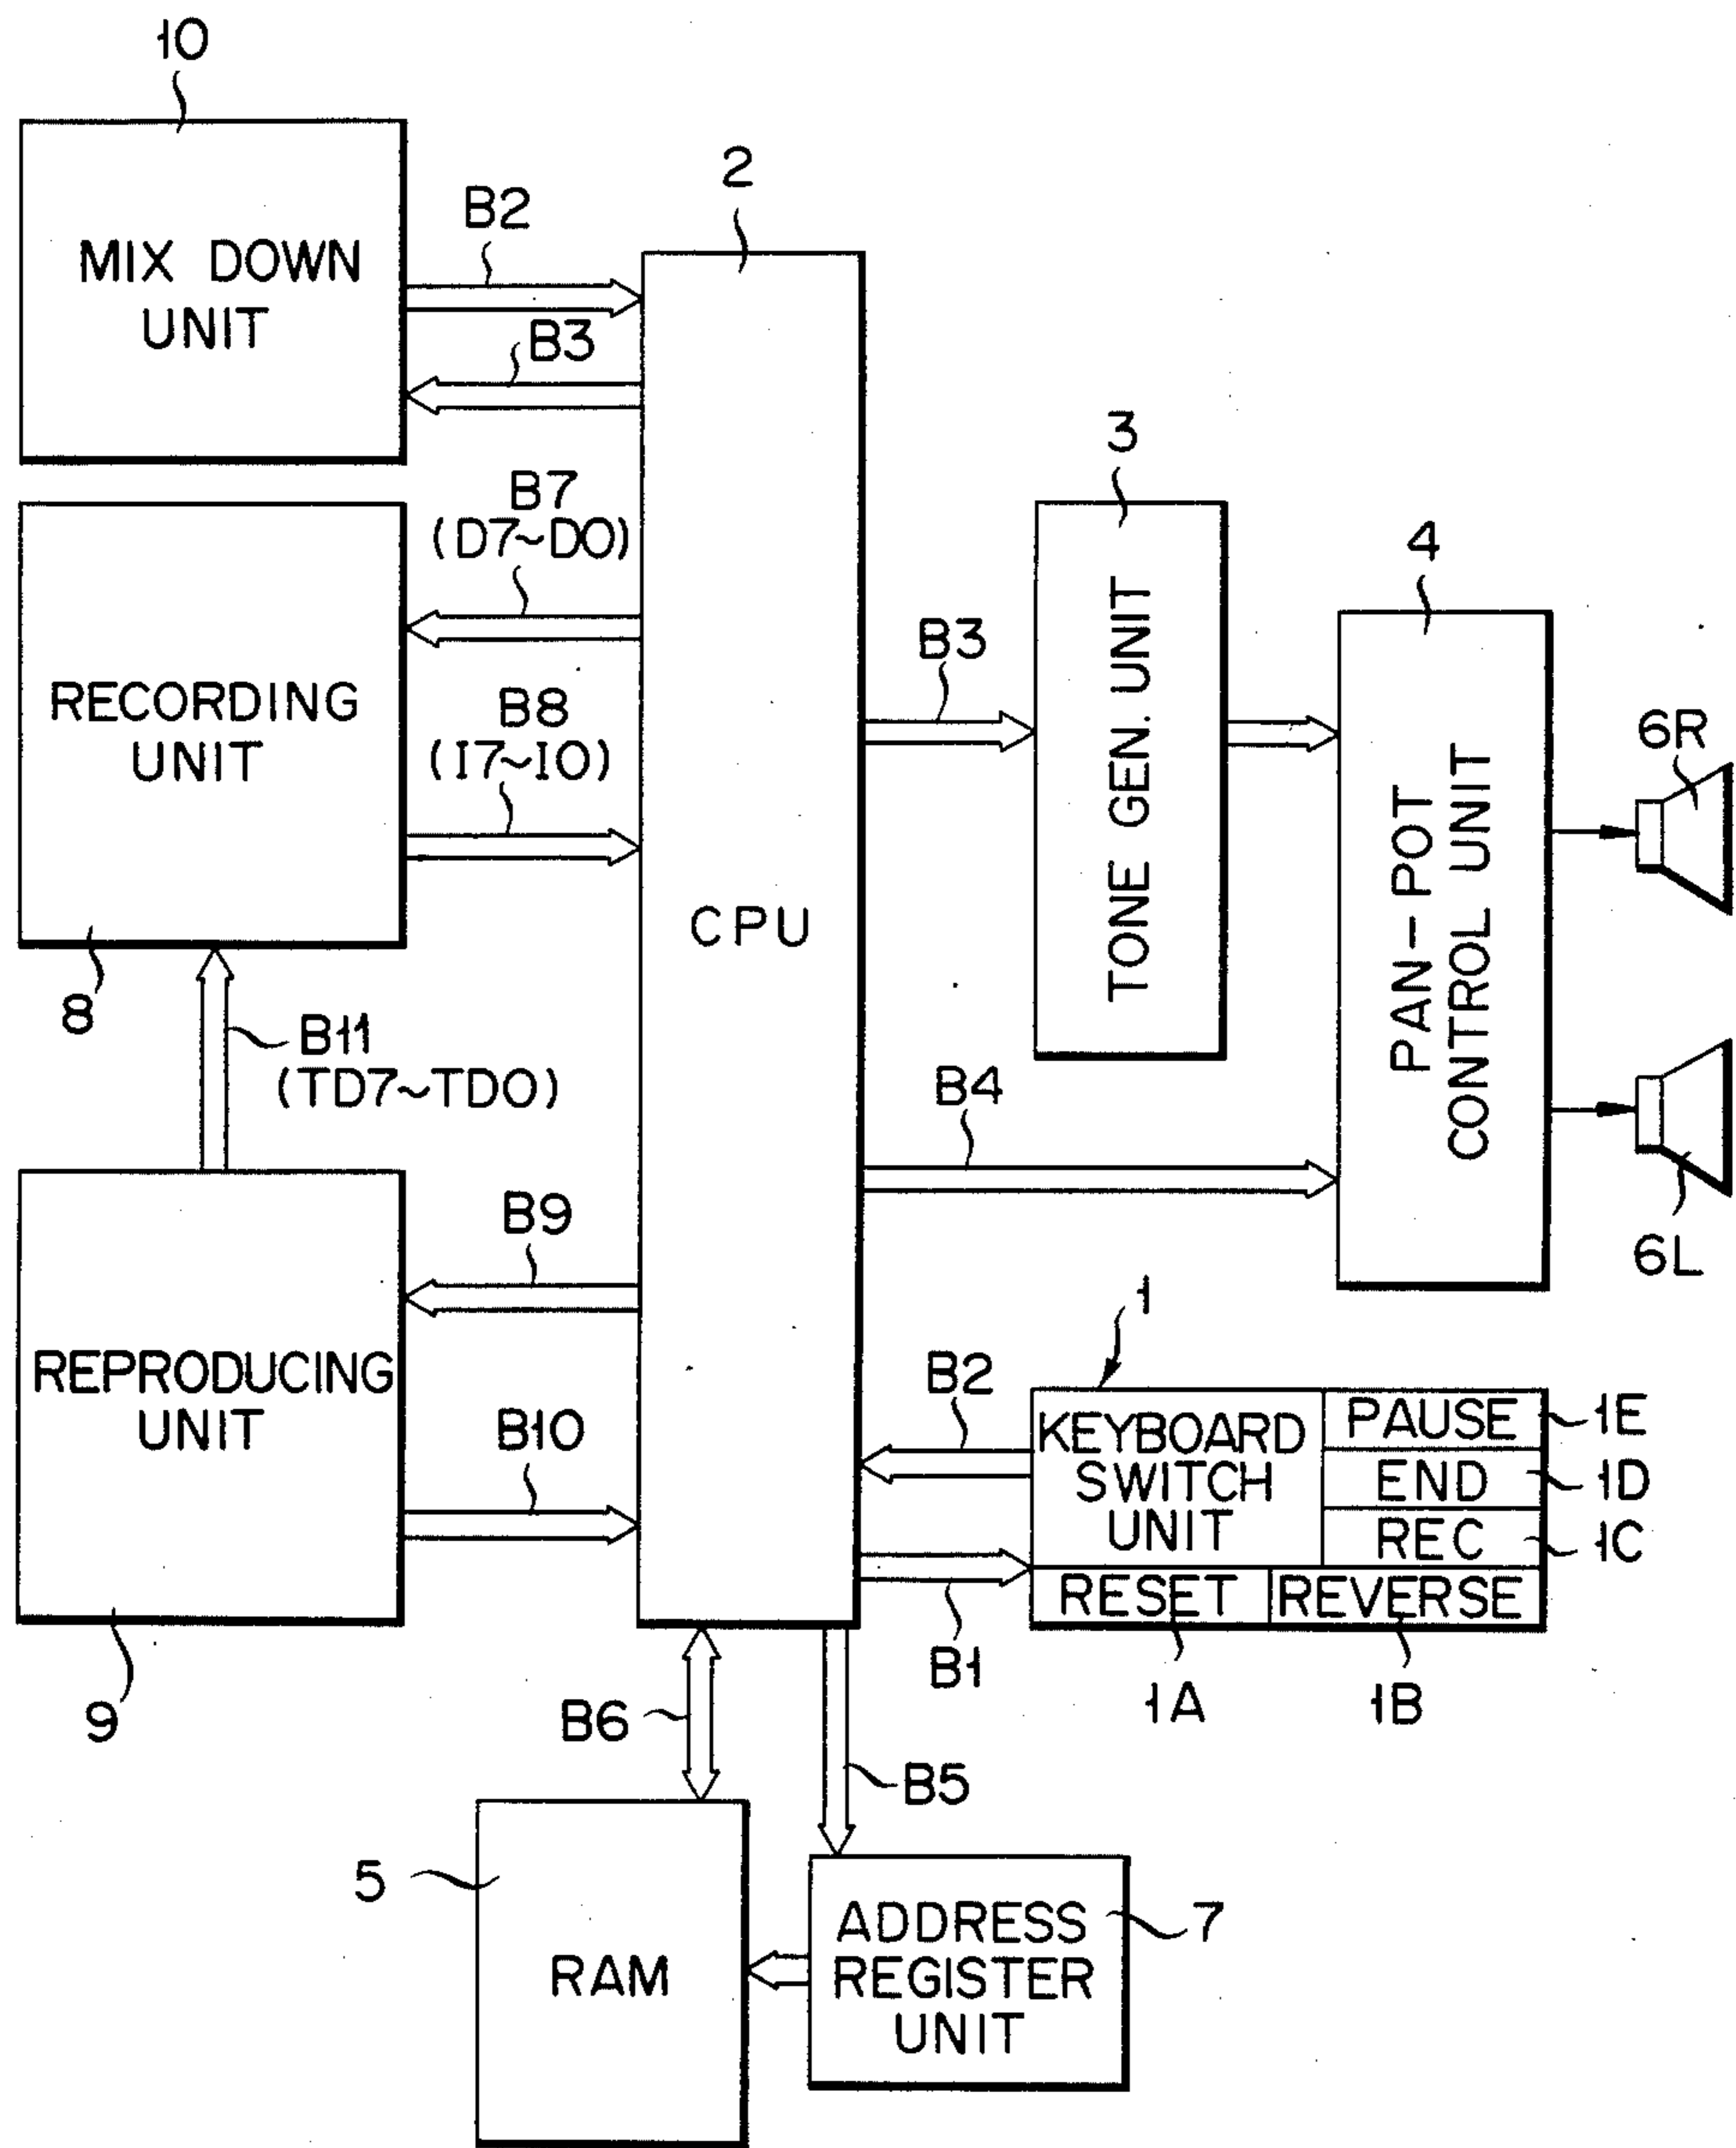 10
MIX DOWN
UNIT
B2
B3
2
CPU
B7
(D7~D0)
RECORDING
UNIT
B8
(I7~I0)
8
B11
(TD7~TD0)
3
TONE GEN. UNIT
B3
4
PAN-POT
CONTROL UNIT
6R
6L
B4
REPRODUCING
UNIT
B9
B10
9
1
B2
KEYBOARD
SWITCH
UNIT
PAUSE
1E
END
1D
REC
1C
RESET
REVERSE
B1
1A
1B
B6
B5
5
RAM
ADDRESS
REGISTER
UNIT
7